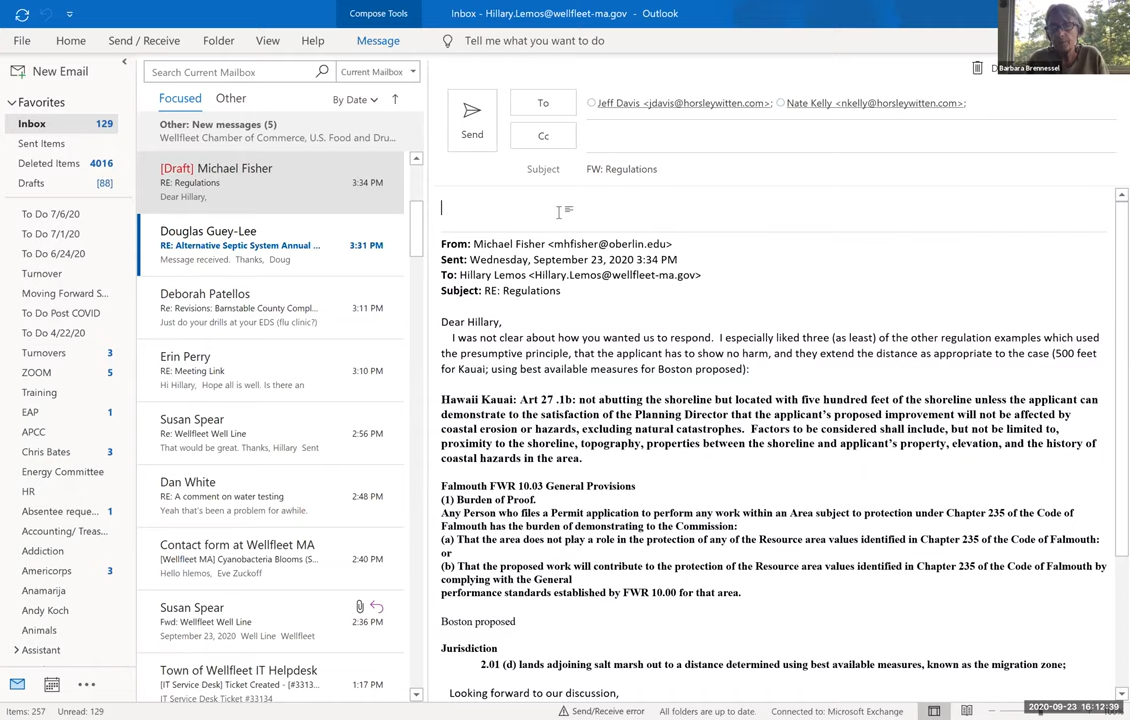 Compose Tools
Inbox - Hillary.Lemos@wellfleet-ma.gov - Outlook
File Home Send / Receive Folder View Help Message Tell me what you want to do
Barbara Brennessel
New Email
Favorites
Inbox 129
Sent Items
Deleted Items 4016
Drafts [88]
To Do 7/6/20
To Do 7/1/20
To Do 6/24/20
Turnover
Moving Forward S...
To Do Post COVID
To Do 4/22/20
Turnovers 3
ZOOM 5
Training
EAP 1
APCC
Chris Bates 3
Energy Committee
HR
Absentee reque... 1
Accounting/ Treas...
Addiction
Americorps 3
Anamarija
Andy Koch
Animals
Assistant
Search Current Mailbox Current Mailbox
Focused Other By Date
Other: New messages (5)
Wellfleet Chamber of Commerce, U.S. Food and Dru...
[Draft] Michael Fisher
RE: Regulations 3:34 PM
Dear Hillary,
Douglas Guey-Lee
RE: Alternative Septic System Annual ... 3:31 PM
Message received. Thanks, Doug
Deborah Patellos
Re: Revisions: Barnstable County Compl... 3:11 PM
Just do your drills at your EDS (flu clinic?)
Erin Perry
RE: Meeting Link 3:10 PM
Hi Hillary, Hope all is well. Is there an
Susan Spear
Re: Wellfleet Well Line 2:56 PM
That would be great. Thanks, Hillary Sent
Dan White
RE: A comment on water testing 2:48 PM
Yeah that's been a problem for awhile.
Contact form at Wellfleet MA
[Wellfleet MA] Cyanobacteria Blooms (S... 2:40 PM
Hello hlemos, Eve Zuckoff
Susan Spear
Fwd: Wellfleet Well Line 2:36 PM
September 23, 2020 Well Line Wellfleet
Town of Wellfleet IT Helpdesk
[IT Service Desk] Ticket Created - [#3313... 1:17 PM
IT Service Desk Ticket #33134
Send
To Jeff Davis <jdavis@horsleywitten.com>; Nate Kelly <nkelly@horsleywitten.com>;
Cc
Subject FW: Regulations
From: Michael Fisher <mhfisher@oberlin.edu>
Sent: Wednesday, September 23, 2020 3:34 PM
To: Hillary Lemos <Hillary.Lemos@wellfleet-ma.gov>
Subject: RE: Regulations
Dear Hillary,
I was not clear about how you wanted us to respond. I especially liked three (as least) of the other regulation examples which used
the presumptive principle, that the applicant has to show no harm, and they extend the distance as appropriate to the case (500 feet
for Kauai; using best available measures for Boston proposed):
Hawaii Kauai: Art 27 .1b: not abutting the shoreline but located with five hundred feet of the shoreline unless the applicant can
demonstrate to the satisfaction of the Planning Director that the applicant's proposed improvement will not be affected by
coastal erosion or hazards, excluding natural catastrophes. Factors to be considered shall include, but not be limited to,
proximity to the shoreline, topography, properties between the shoreline and applicant's property, elevation, and the history of
coastal hazards in the area.
Falmouth FWR 10.03 General Provisions
(1) Burden of Proof.
Any Person who files a Permit application to perform any work within an Area subject to protection under Chapter 235 of the Code of
Falmouth has the burden of demonstrating to the Commission:
(a) That the area does not play a role in the protection of any of the Resource area values identified in Chapter 235 of the Code of Falmouth:
or
(b) That the proposed work will contribute to the protection of the Resource area values identified in Chapter 235 of the Code of Falmouth by
complying with the General
performance standards established by FWR 10.00 for that area.
Boston proposed
Jurisdiction
2.01 (d) lands adjoining salt marsh out to a distance determined using best available measures, known as the migration zone;
Looking forward to our discussion,
Items: 257 Unread: 129 Send/Receive error All folders are up to date. Connected to: Microsoft Exchange
2020-09-23 16:12:39